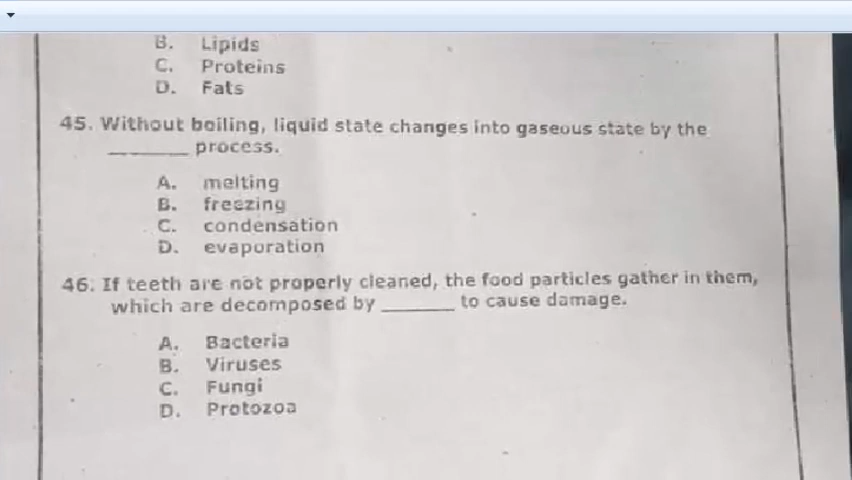 B. Lipids
C. Proteins
D. Fats
45. Without boiling, liquid state changes into gaseous state by the
_______ process.
A. melting
B. freezing
C. condensation
D. evaporation
46. If teeth are not properly cleaned, the food particles gather in them,
which are decomposed by ______ to cause damage.
A. Bacteria
B. Viruses
C. Fungi
D. Protozoa